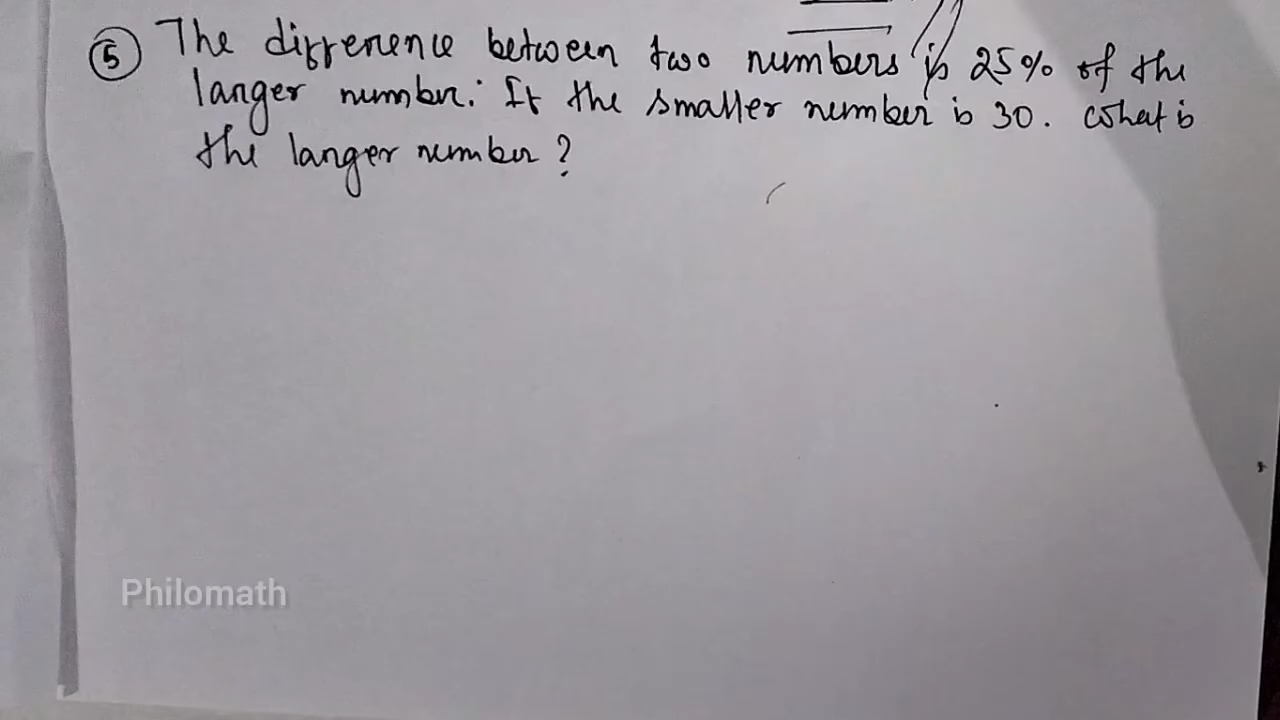 ⑤ The difference between two numbers is 25% of the
larger number. If the smaller number is 30. What is
the larger number?
Philomath